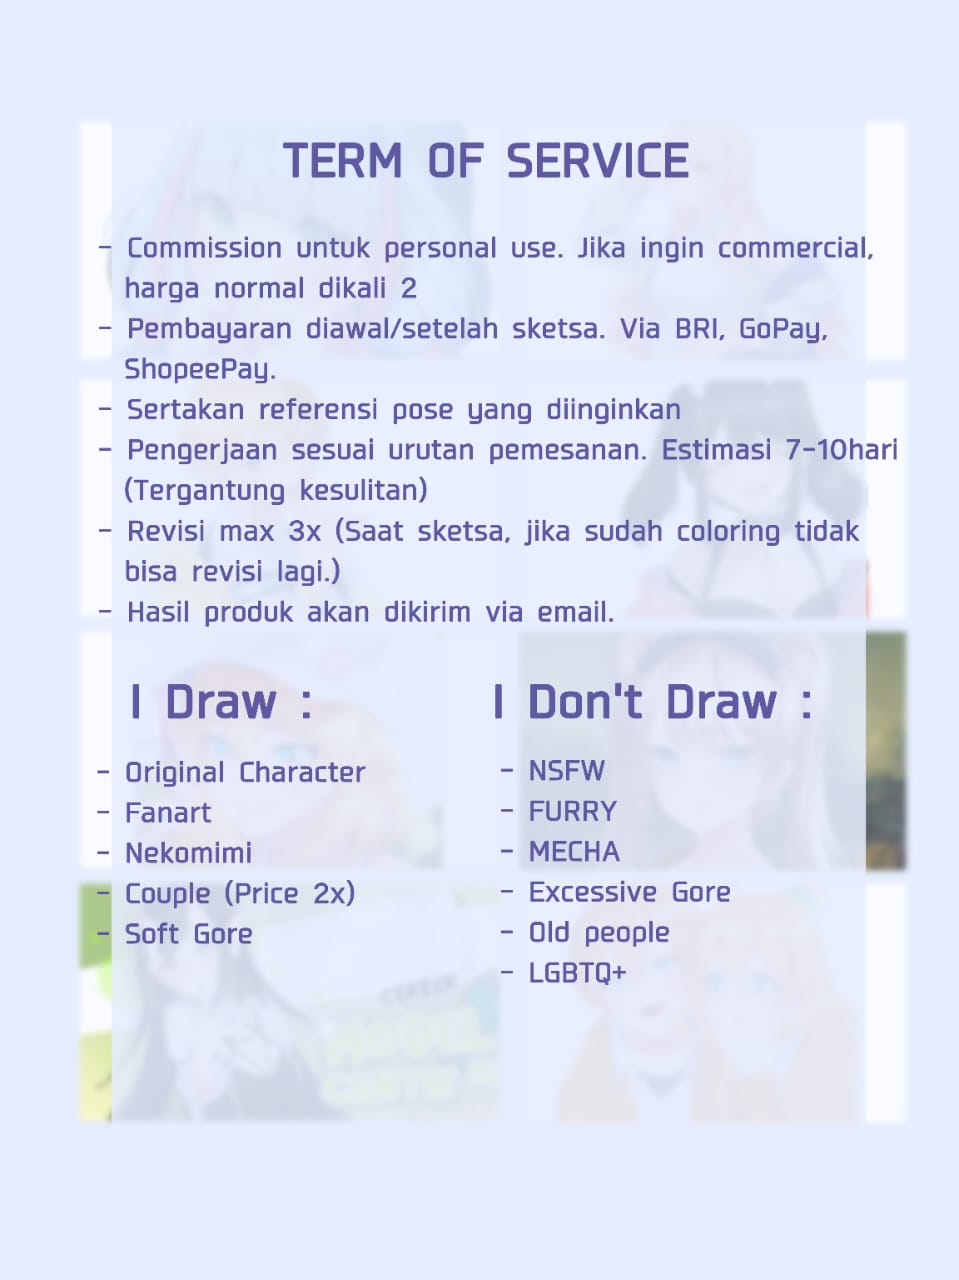 TERM OF SERVICE
- Commission untuk personal use. Jika ingin commercial,
harga normal dikali 2
- Pembayaran diawal/setelah sketsa. Via BRI, GoPay,
ShopeePay.
- Sertakan referensi pose yang diinginkan
- Pengerjaan sesuai urutan pemesanan. Estimasi 7-10hari
(Tergantung kesulitan)
- Revisi max 3x (Saat sketsa, jika sudah coloring tidak
bisa revisi lagi.)
- Hasil produk akan dikirim via email.
I Draw :
- Original Character
- Fanart
- Nekomimi
- Couple (Price 2x)
- Soft Gore
I Don't Draw :
- NSFW
- FURRY
- MECHA
- Excessive Gore
- Old people
- LGBTQ+